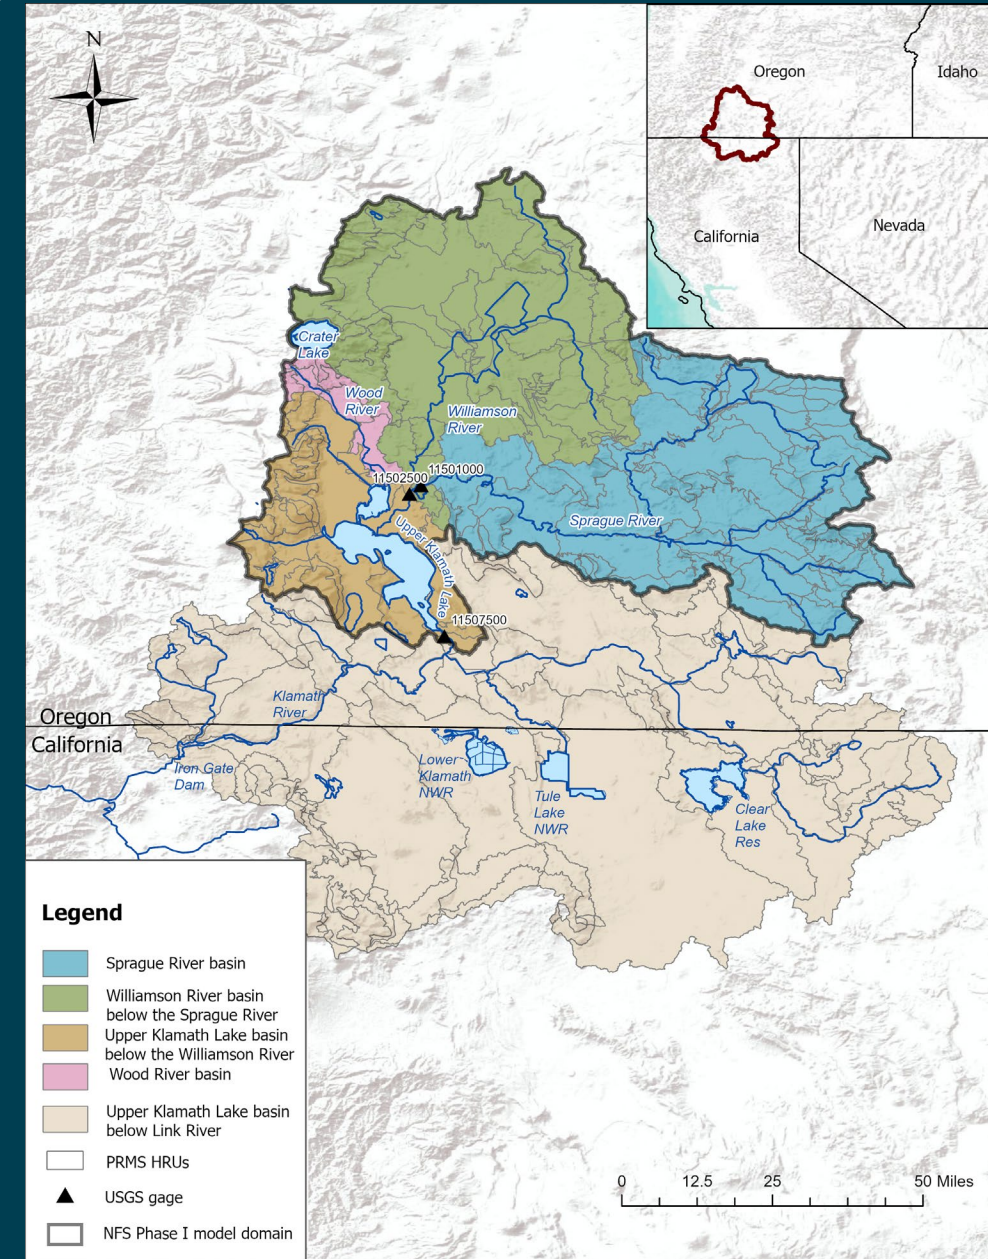 N
Oregon
Idaho
California
Nevada
Crater
Lake
Wood
River
Williamson
River
11502500
11501000
Sprague River
Upper Klamath Lake
11507500
Klamath
River
Oregon
California
Iron Gate
Dam
Lower
Klamath
NWR
Tule
Lake
NWR
Clear
Lake
Res
Legend
Sprague River basin
Williamson River basin
below the Sprague River
Upper Klamath Lake basin
below the Williamson River
Wood River basin
Upper Klamath Lake basin
below Link River
PRMS HRUs
USGS gage
NFS Phase I model domain
0 12.5 25 50 Miles